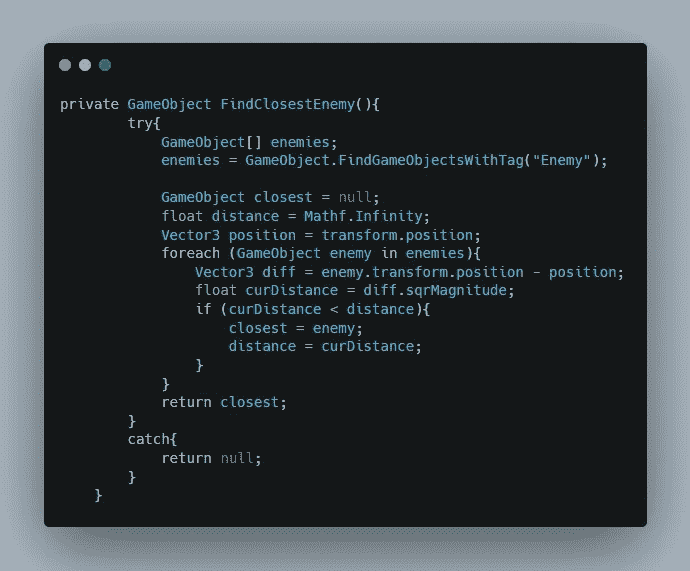 private GameObject FindClosestEnemy(){
        try{
            GameObject[] enemies;
            enemies = GameObject.FindGameObjectsWithTag("Enemy");

            GameObject closest = null;
            float distance = Mathf.Infinity;
            Vector3 position = transform.position;
            foreach (GameObject enemy in enemies){
                Vector3 diff = enemy.transform.position - position;
                float curDistance = diff.sqrMagnitude;
                if (curDistance < distance){
                    closest = enemy;
                    distance = curDistance;
                }
            }
            return closest;
        }
        catch{
            return null;
        }
    }